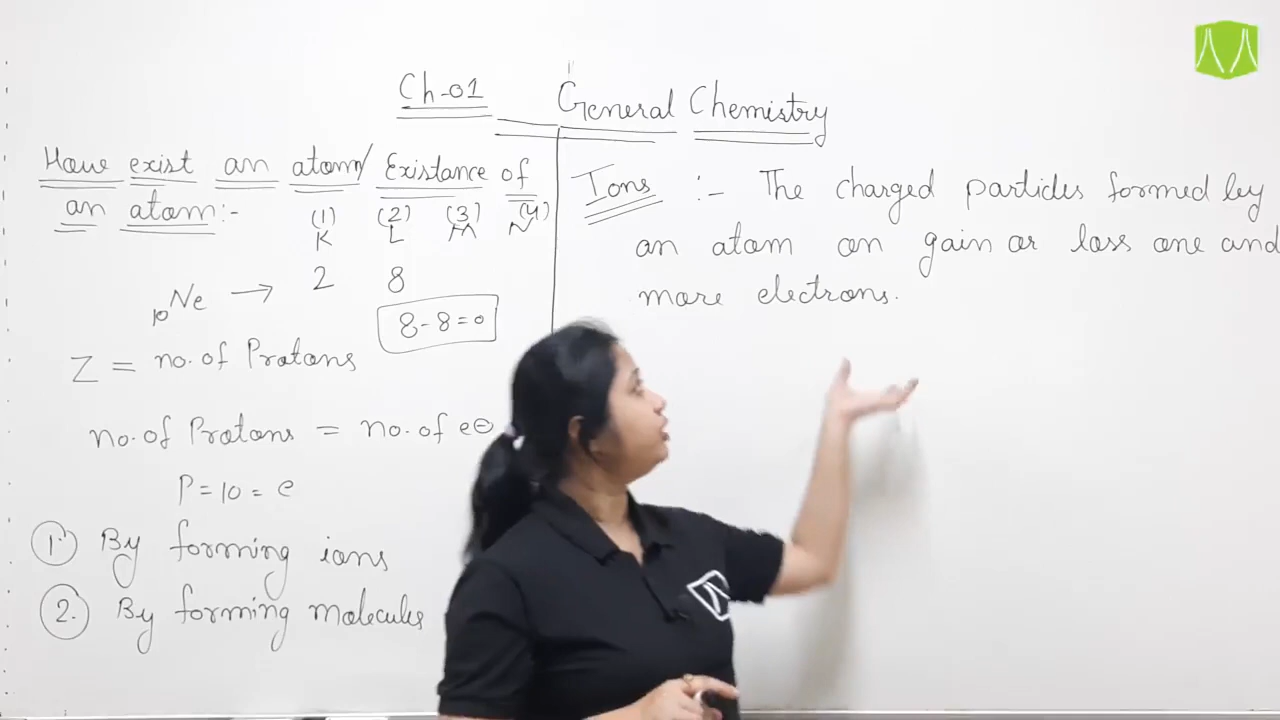 Ch-01 General Chemistry
How exist an atom/ Existance of
an atom:-
(1) (2) (3) (4)
K L M N
10Ne → 2 8
8-8=0
Z = no. of Protons
no. of Protons = no. of e⊖
P = 10 = e
1. By forming ions
2. By forming molecules
Ions :- The charged particles formed by
an atom on gain or loss one and
more electrons.